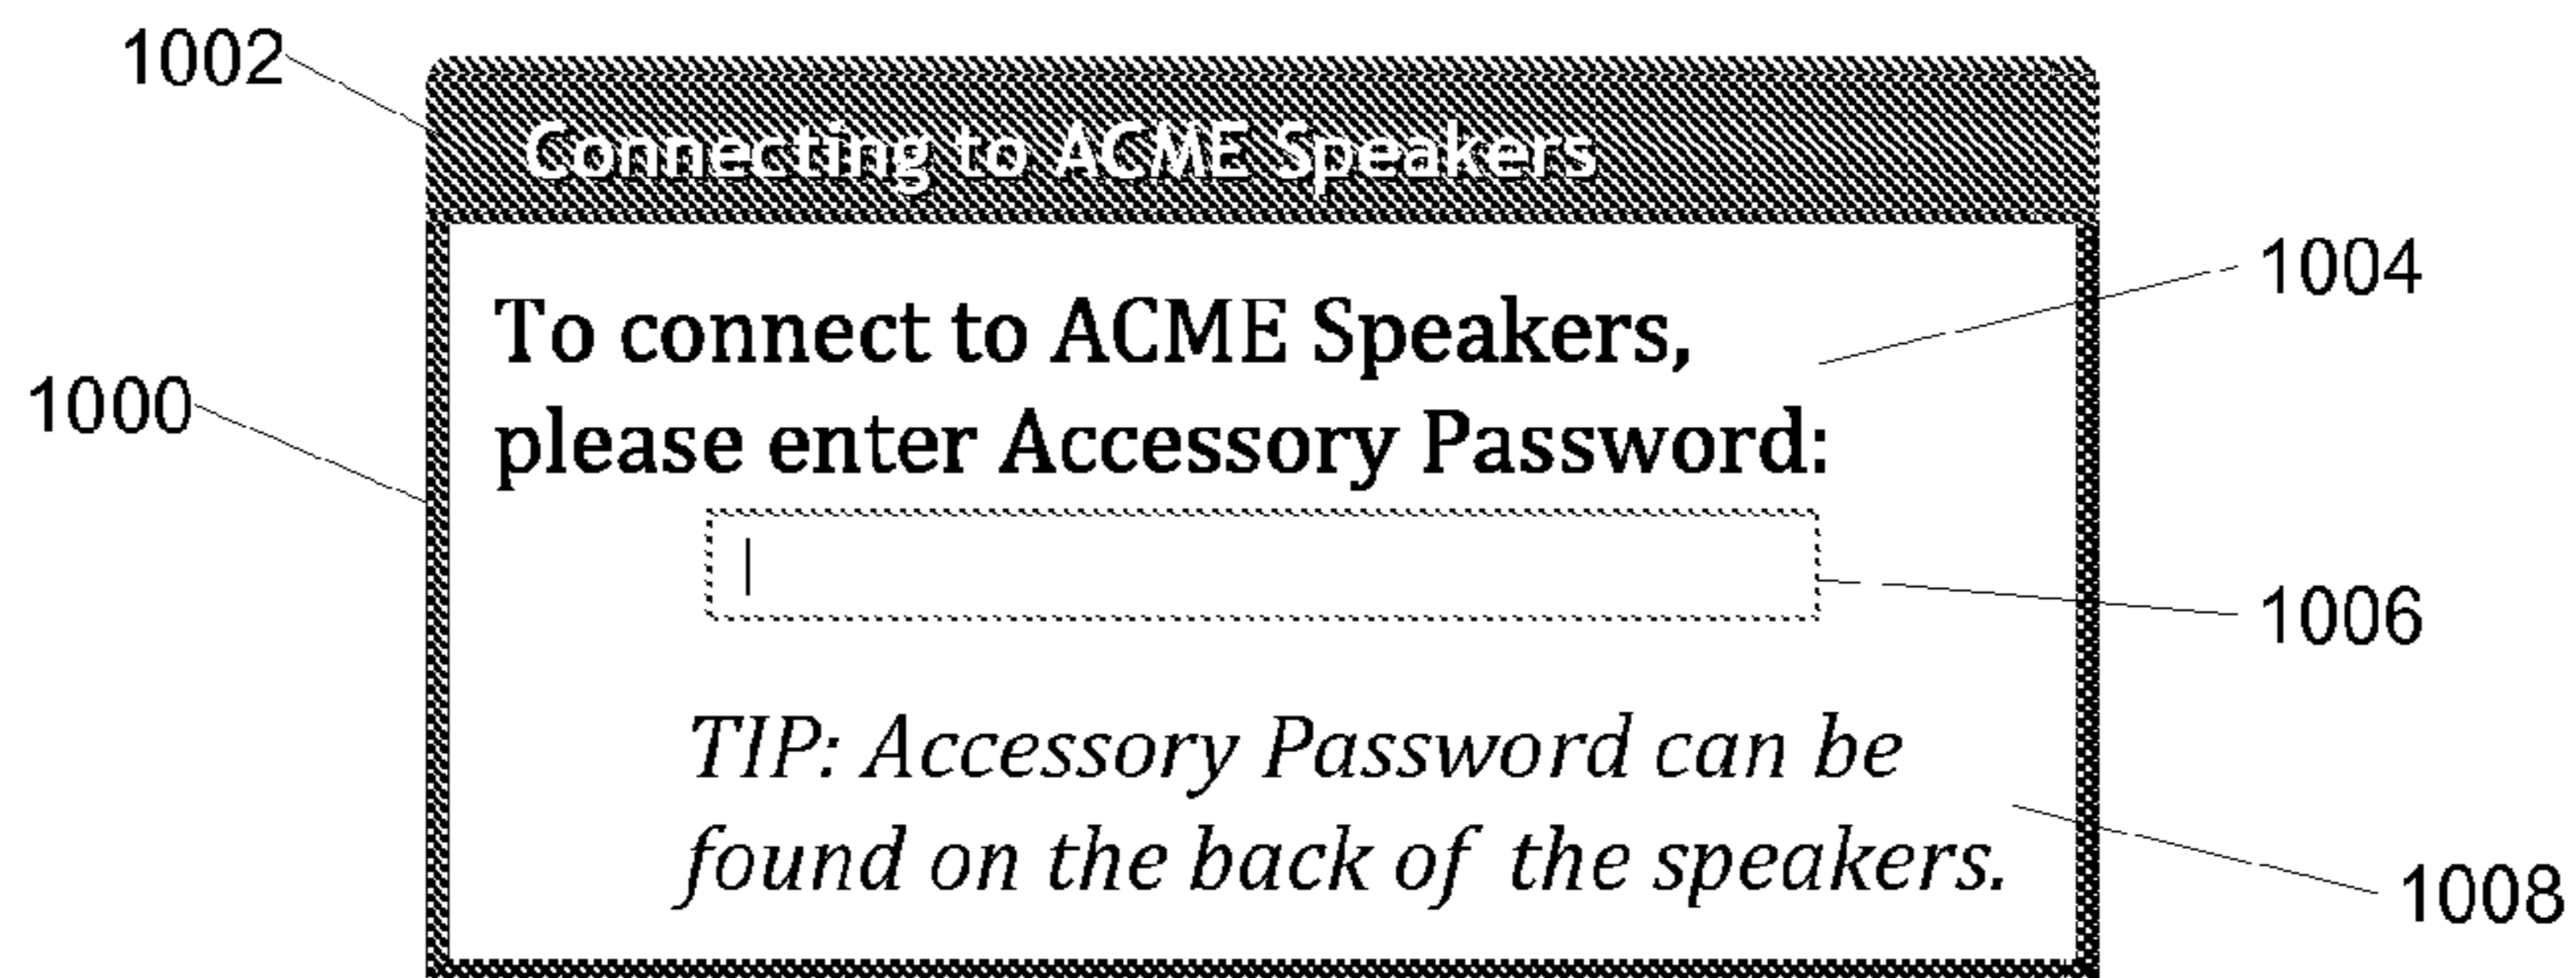 1002
Connecting to ACME Speakers
1004
To connect to ACME Speakers,
1000
please enter Accessory Password:
1006
TIP: Accessory Password can be
found on the back of the speakers.
1008